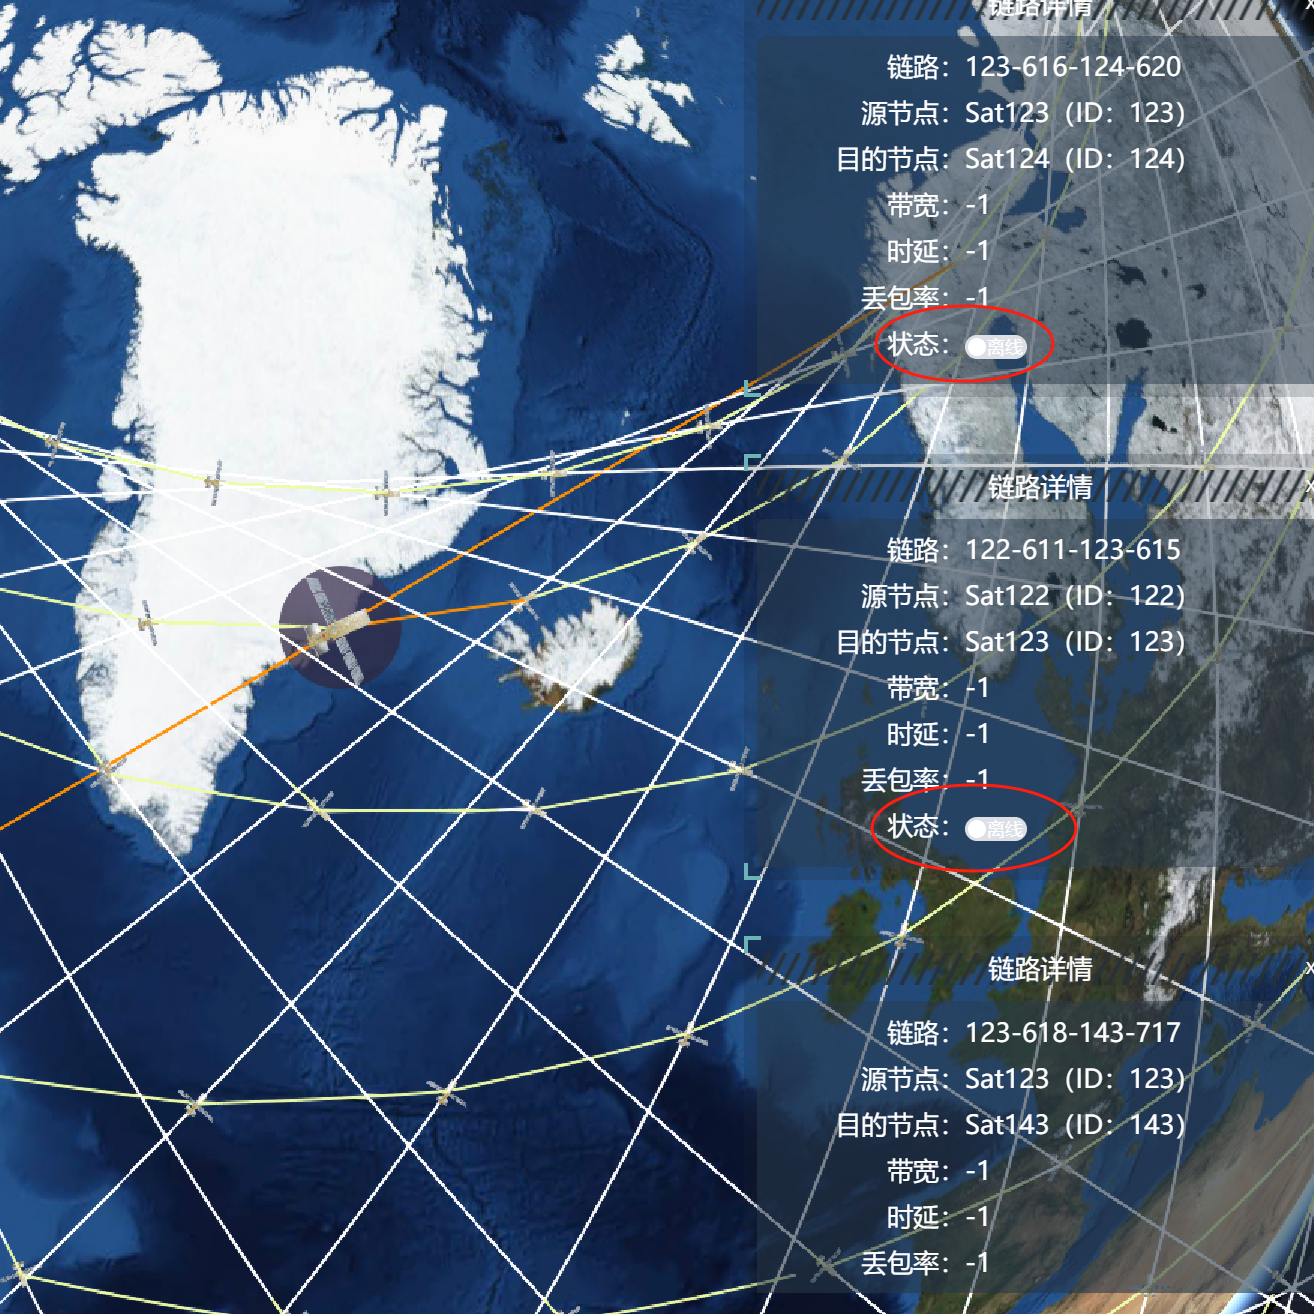 链路详情
链路：123-616-124-620
源节点：Sat123（ID：123）
目的节点：Sat124（ID：124）
带宽：-1
时延：-1
丢包率：-1
状态：离线
链路详情
x
链路：122-611-123-615
源节点：Sat122（ID：122）
目的节点：Sat123（ID：123）
带宽：-1
时延：-1
丢包率：-1
状态：离线
链路详情
x
链路：123-618-143-717
源节点：Sat123（ID：123）
目的节点：Sat143（ID：143）
带宽：-1
时延：-1
丢包率：-1